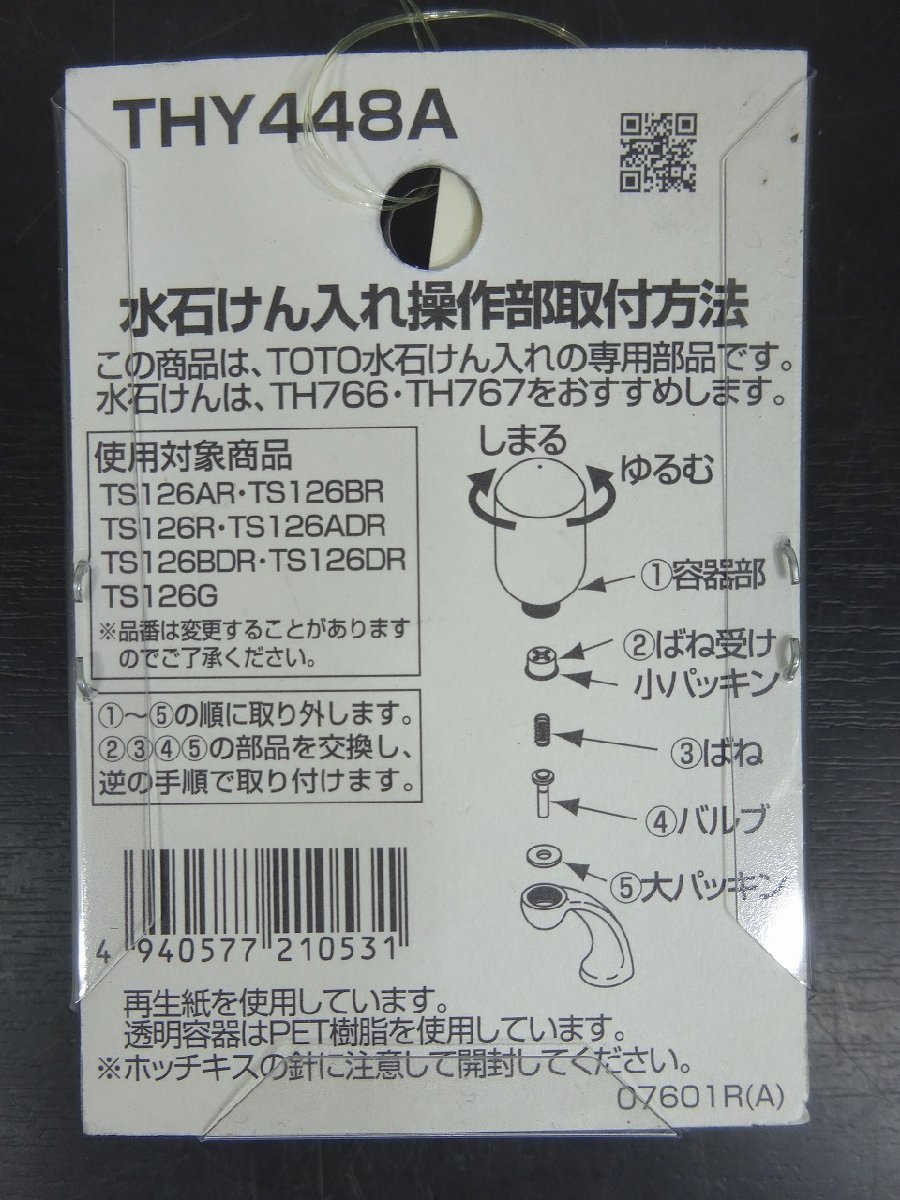 THY448A
水石けん入れ操作部取付方法
この商品は、TOTO水石けん入れの専用部品です。
水石けんは、TH766・TH767をおすすめします。
使用対象商品
TS126AR・TS126BR
TS126R・TS126ADR
TS126BDR・TS126DR
TS126G
※品番は変更することがあります
のでご了承ください。
①～⑤の順に取り外します。
②③④⑤の部品を交換し、
逆の手順で取り付けます。
しまる
ゆるむ
①容器部
②ばね受け
小パッキン
③ばね
④バルブ
⑤大パッキン
4 940577 210531
再生紙を使用しています。
透明容器はPET樹脂を使用しています。
※ホッチキスの針に注意して開封してください。
07601R(A)